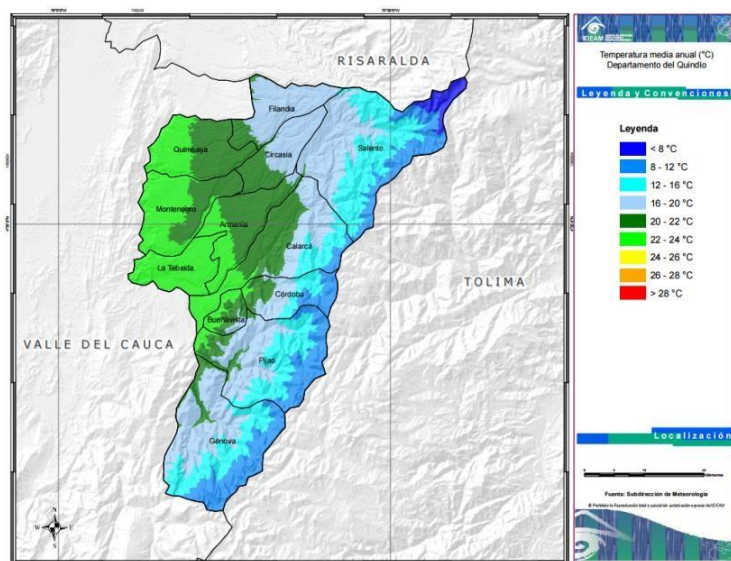 RISARALDA
Filandia
Quimbaya
Salento
Circasia
Montenegro
Armenia
Calarcá
La Tebaida
TOLIMA
Córdoba
Buenavista
VALLE DEL CAUCA
Pijao
Génova
N
W
E
S
IDEAM
Temperatura media anual (°C)
Departamento del Quindío
Leyenda y Convenciones
Leyenda
< 8 °C
8 - 12 °C
12 - 16 °C
16 - 20 °C
20 - 22 °C
22 - 24 °C
24 - 26 °C
26 - 28 °C
> 28 °C
Localización
Fuente: Subdirección de Meteorología